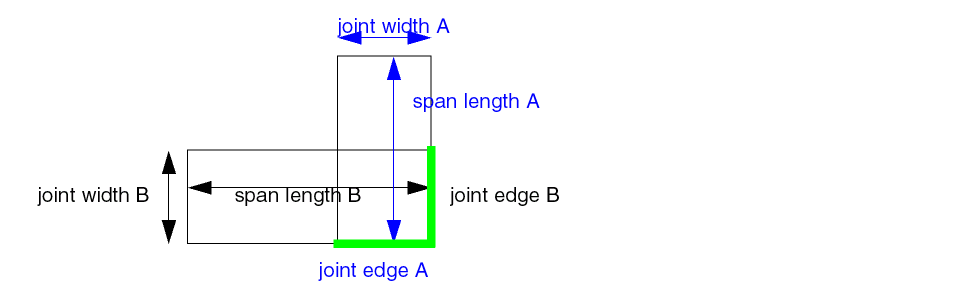 joint width A
span length A
joint width B
span length B
joint edge B
joint edge A